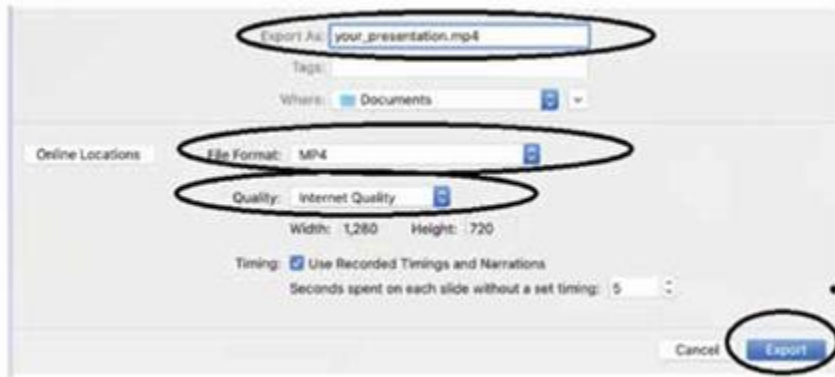 Export As: your_presentation.mp4
Tags:
Where: Documents
Online Locations
File Format: MP4
Quality: Internet Quality
Width: 1,280 Height: 720
Timing: Use Recorded Timings and Narrations
Seconds spent on each slide without a set timing: 5
Cancel Export